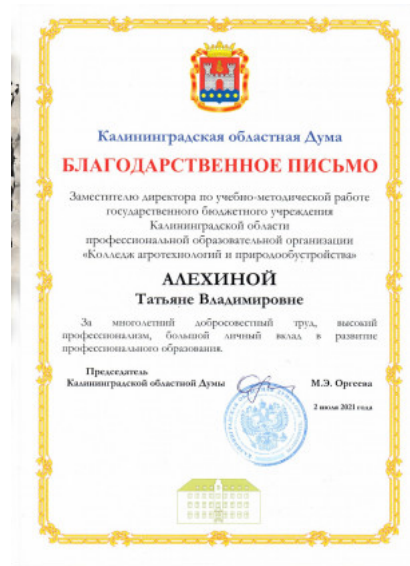 Калининградская областная Дума
БЛАГОДАРСТВЕННОЕ ПИСЬМО
Заместителю директора по учебно-методической работе
государственного бюджетного учреждения
Калининградской области
профессиональной образовательной организации
«Колледж агротехнологий и природообустройства»
АЛЕХИНОЙ
Татьяне Владимировне
За многолетний добросовестный труд, высокий
профессионализм, большой личный вклад в развитие
профессионального образования.
Председатель
Калининградской областной Думы
М.Э. Оргеева
2 июля 2021 года